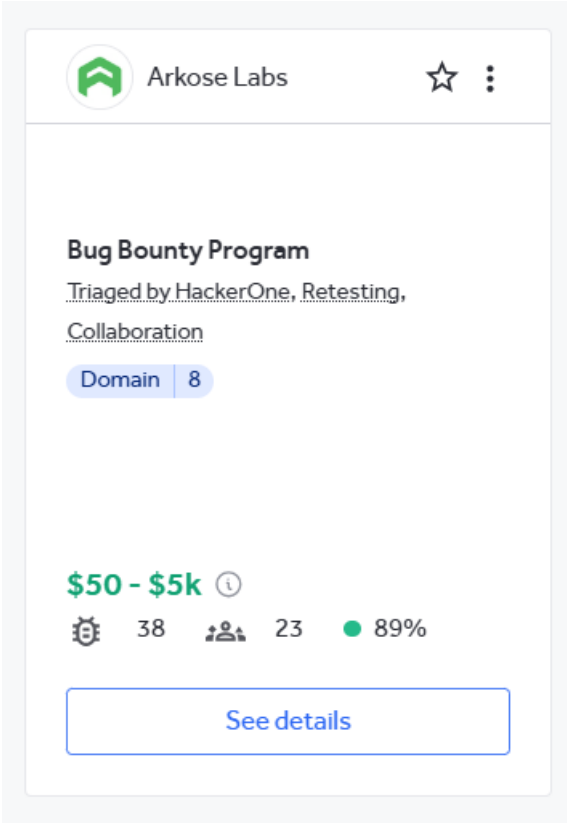 Arkose Labs
Bug Bounty Program
Triaged by HackerOne, Retesting,
Collaboration
Domain 8
$50 - $5k
38 23 89%
See details